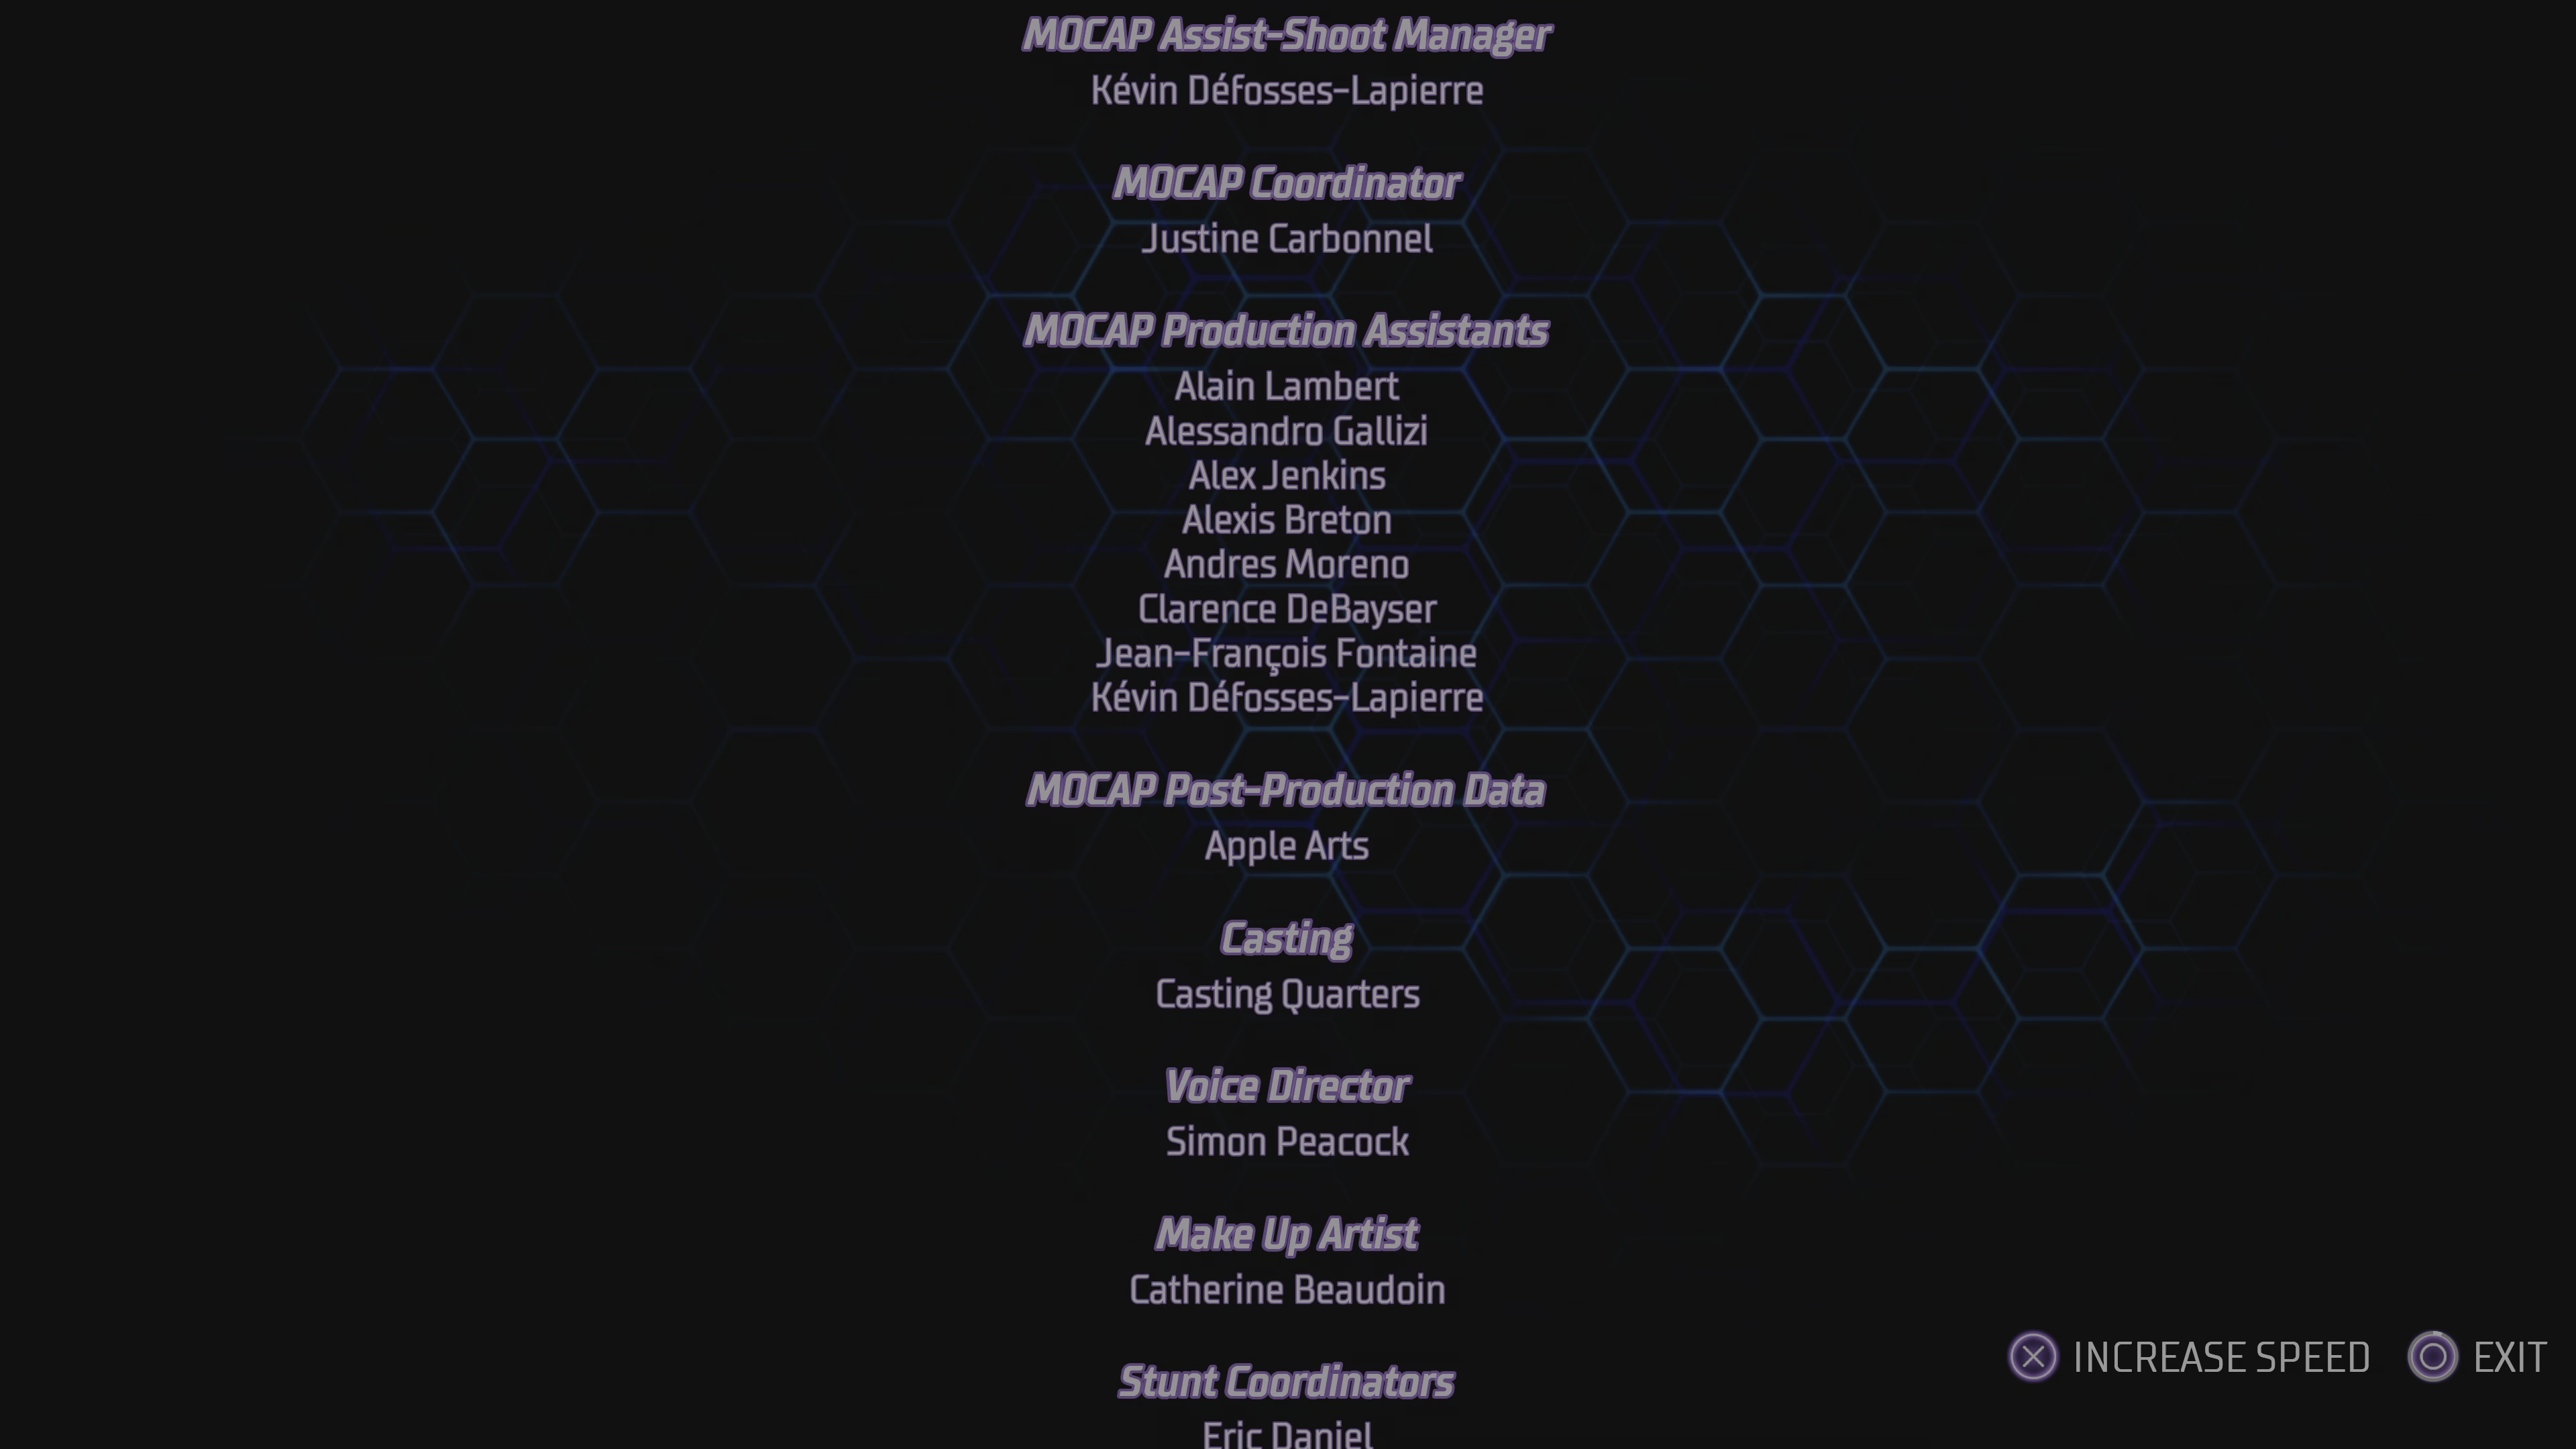 MOCAP Assist-Shoot Manager
Kévin Défosses-Lapierre
MOCAP Coordinator
Justine Carbonnel
MOCAP Production Assistants
Alain Lambert
Alessandro Gallizi
Alex Jenkins
Alexis Breton
Andres Moreno
Clarence DeBayser
Jean-François Fontaine
Kévin Défosses-Lapierre
MOCAP Post-Production Data
Apple Arts
Casting
Casting Quarters
Voice Director
Simon Peacock
Make Up Artist
Catherine Beaudoin
Stunt Coordinators
Eric Daniel
INCREASE SPEED
EXIT